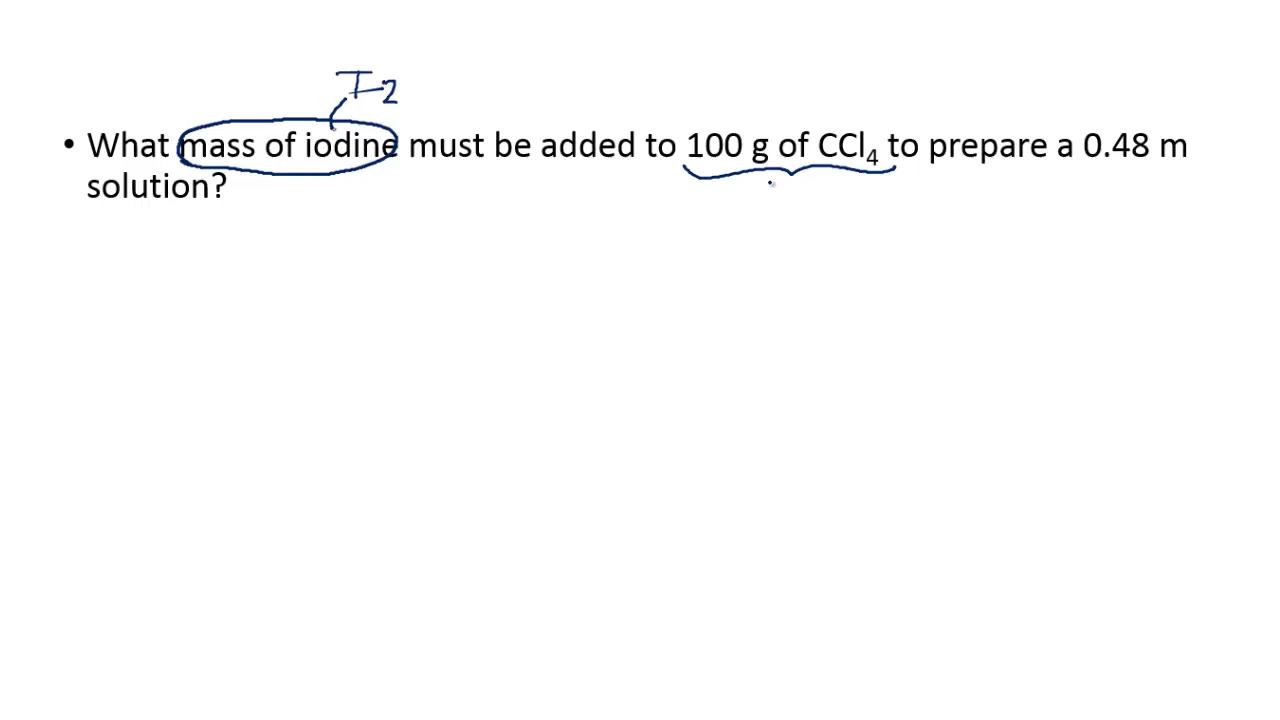 I2
• What mass of iodine must be added to 100 g of CCl₄ to prepare a 0.48 m
solution?